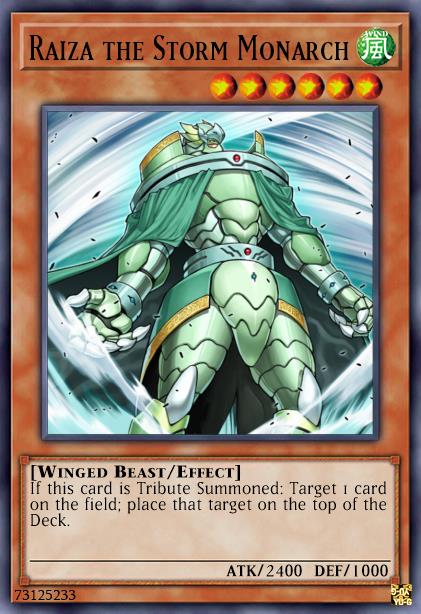 Raiza the Storm Monarch
WIND
風
[Winged Beast/Effect]
If this card is Tribute Summoned: Target 1 card
on the field; place that target on the top of the
Deck.
ATK/2400 DEF/1000
73125233